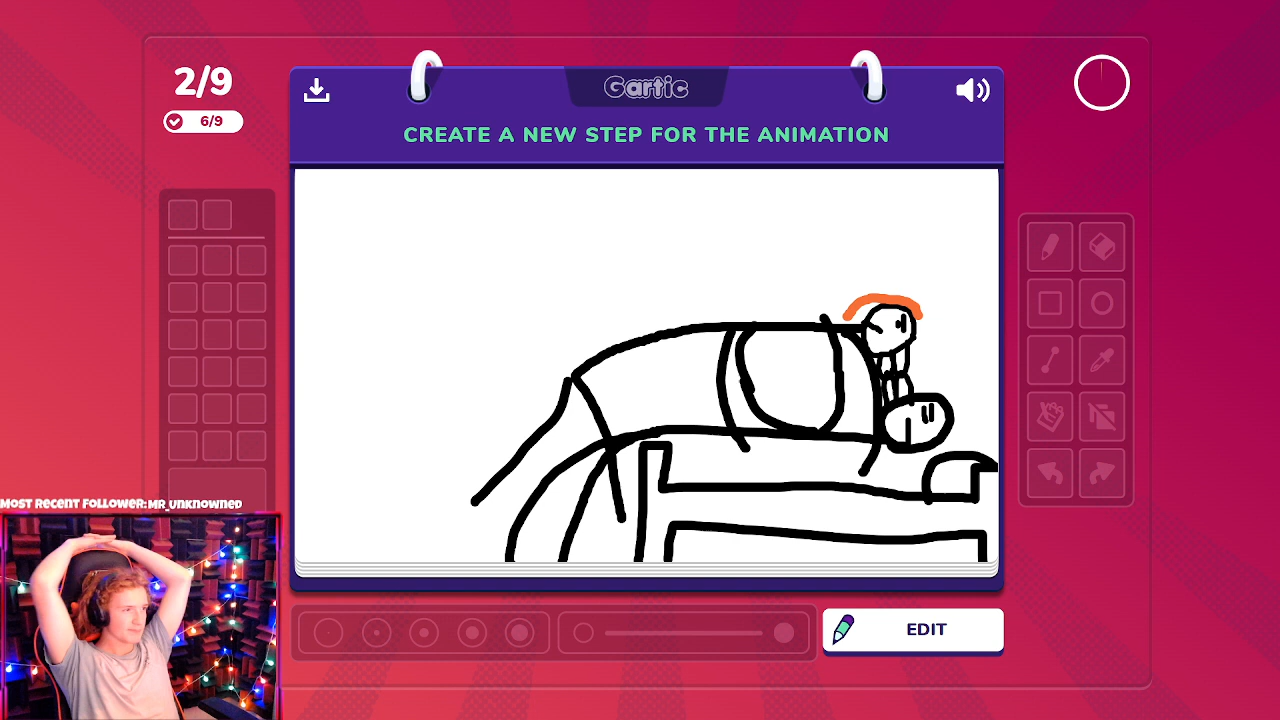 2/9
6/9
Gartic
CREATE A NEW STEP FOR THE ANIMATION
MOST RECENT FOLLOWER:MR_UNKNOWNED
EDIT